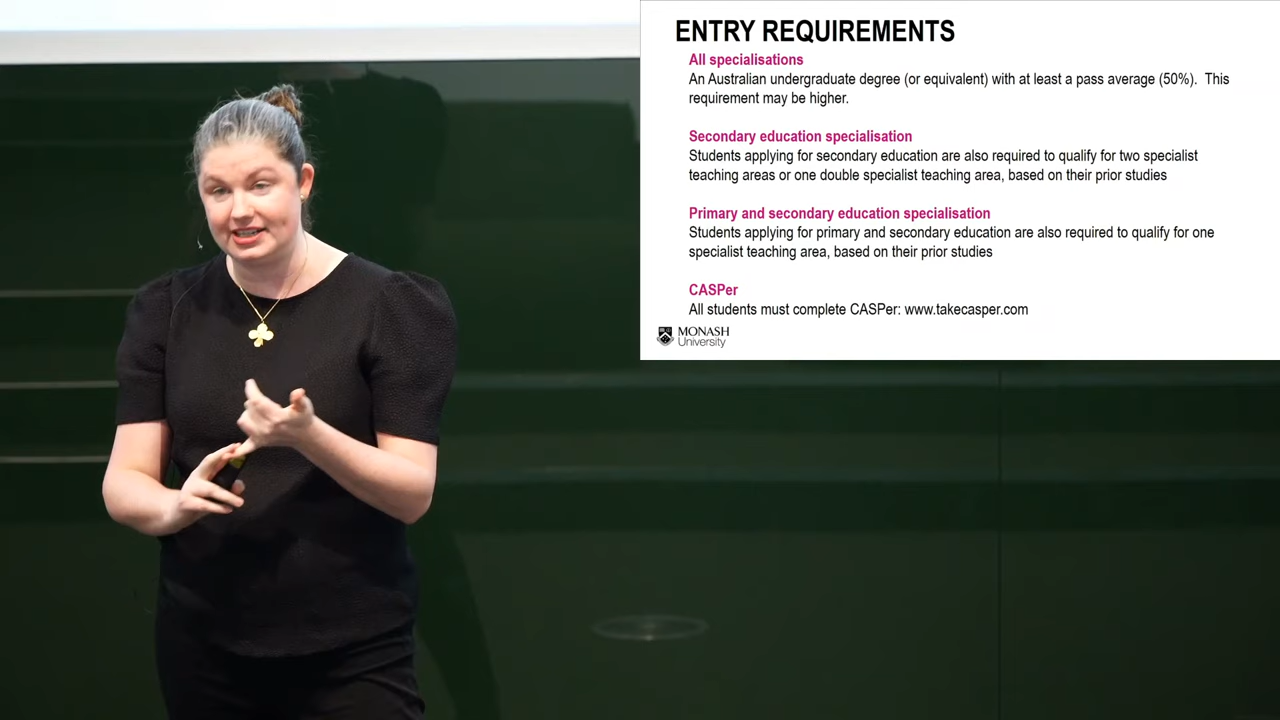 ENTRY REQUIREMENTS
All specialisations
An Australian undergraduate degree (or equivalent) with at least a pass average (50%).  This
requirement may be higher.
Secondary education specialisation
Students applying for secondary education are also required to qualify for two specialist
teaching areas or one double specialist teaching area, based on their prior studies
Primary and secondary education specialisation
Students applying for primary and secondary education are also required to qualify for one
specialist teaching area, based on their prior studies
CASPer
All students must complete CASPer: www.takecasper.com
MONASH
University